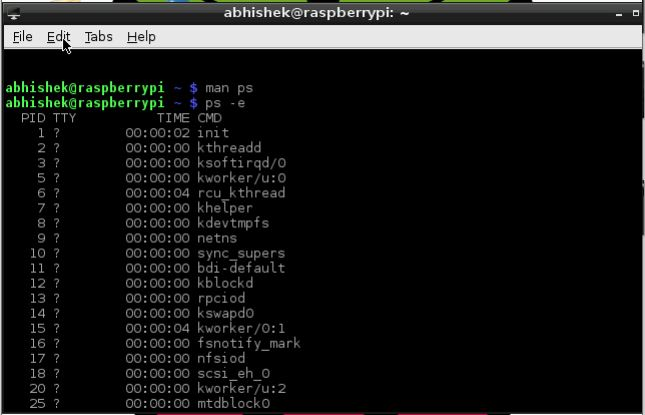 abhishek@raspberrypi: ~
File Edit Tabs Help
abhishek@raspberrypi ~ $ man ps
abhishek@raspberrypi ~ $ ps -e
PID TTY TIME CMD
1 ? 00:00:02 init
2 ? 00:00:00 kthreadd
3 ? 00:00:00 ksoftirqd/0
5 ? 00:00:00 kworker/u:0
6 ? 00:00:04 rcu_kthread
7 ? 00:00:00 khelper
8 ? 00:00:00 kdevtmpfs
9 ? 00:00:00 netns
10 ? 00:00:00 sync_supers
11 ? 00:00:00 bdi-default
12 ? 00:00:00 kblockd
13 ? 00:00:00 rpciod
14 ? 00:00:00 kswapd0
15 ? 00:00:04 kworker/0:1
16 ? 00:00:00 fsnotify_mark
17 ? 00:00:00 nfsiod
18 ? 00:00:00 scsi_eh_0
20 ? 00:00:00 kworker/u:2
25 ? 00:00:00 mtdblock0